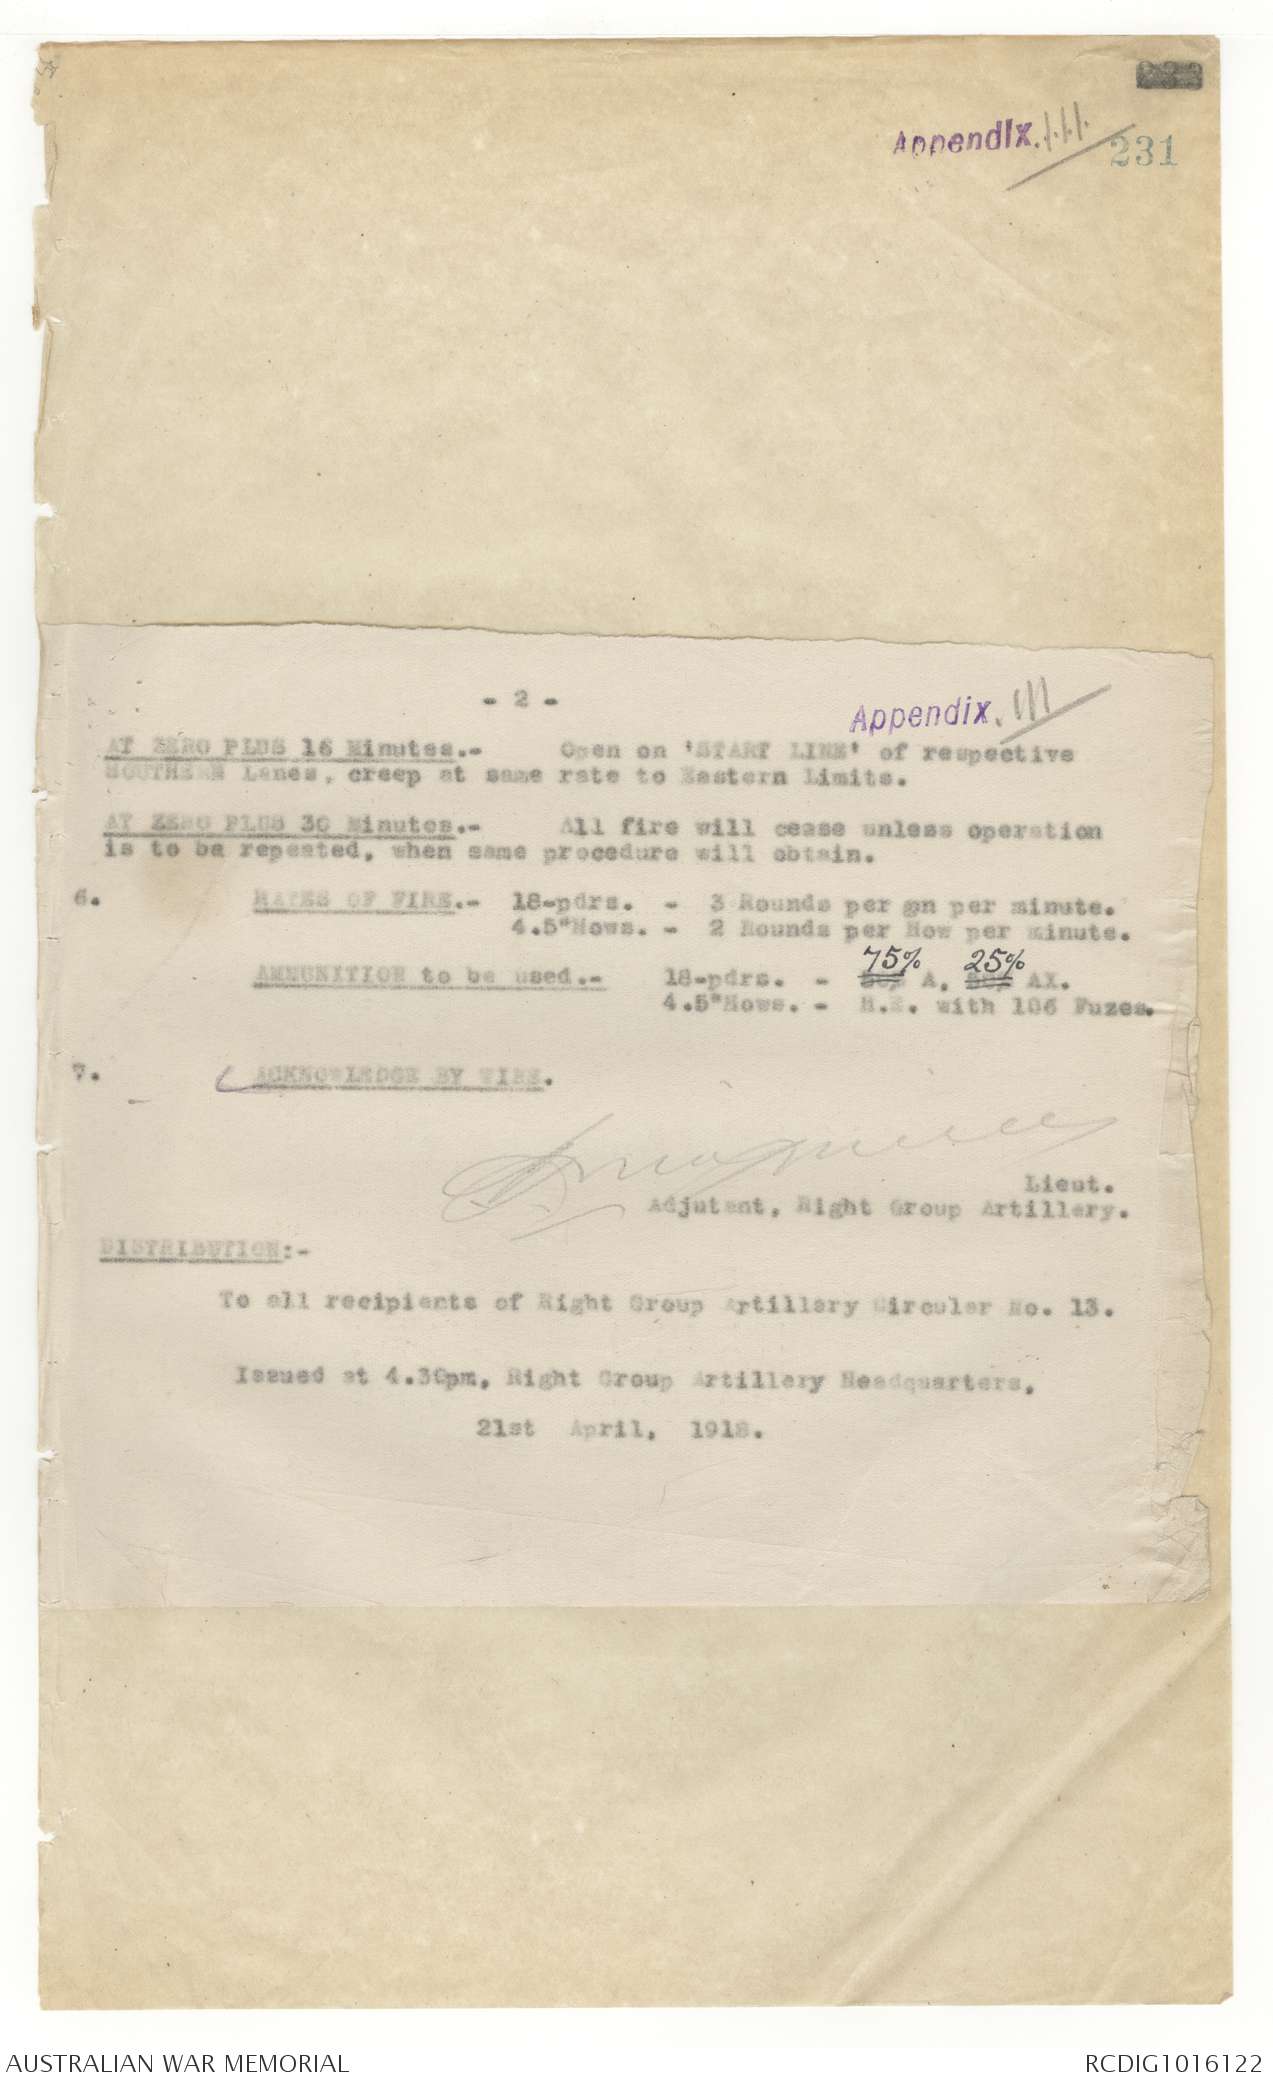 Appendix. 111.
231
- 2 -
Appendix. 111
AT ZERO PLUS 16 Minutes.- Open on 'START LINE' of respective
SOUTHERN Lanes, creep at same rate to Eastern Limits.
AT ZERO PLUS 30 Minutes.- All fire will cease unless operation
is to be repeated, when same procedure will obtain.
6. RATES OF FIRE.- 18-pdrs. - 3 Rounds per gn per minute.
4.5"Hows. - 2 Rounds per How per minute.
75% 25%
AMMUNITION to be used.- 18-pdrs. - 50% A. 50% AX.
4.5"Hows. - H.E. with 106 Fuzes.
7. ACKNOWLEDGE BY WIRE.
Lieut.
Adjutant, Right Group Artillery.
DISTRIBUTION:-
To all recipients of Right Group Artillery Circular No. 13.
Issued at 4.30pm, Right Group Artillery Headquarters,
21st April, 1918.
AUSTRALIAN WAR MEMORIAL
RCDIG1016122